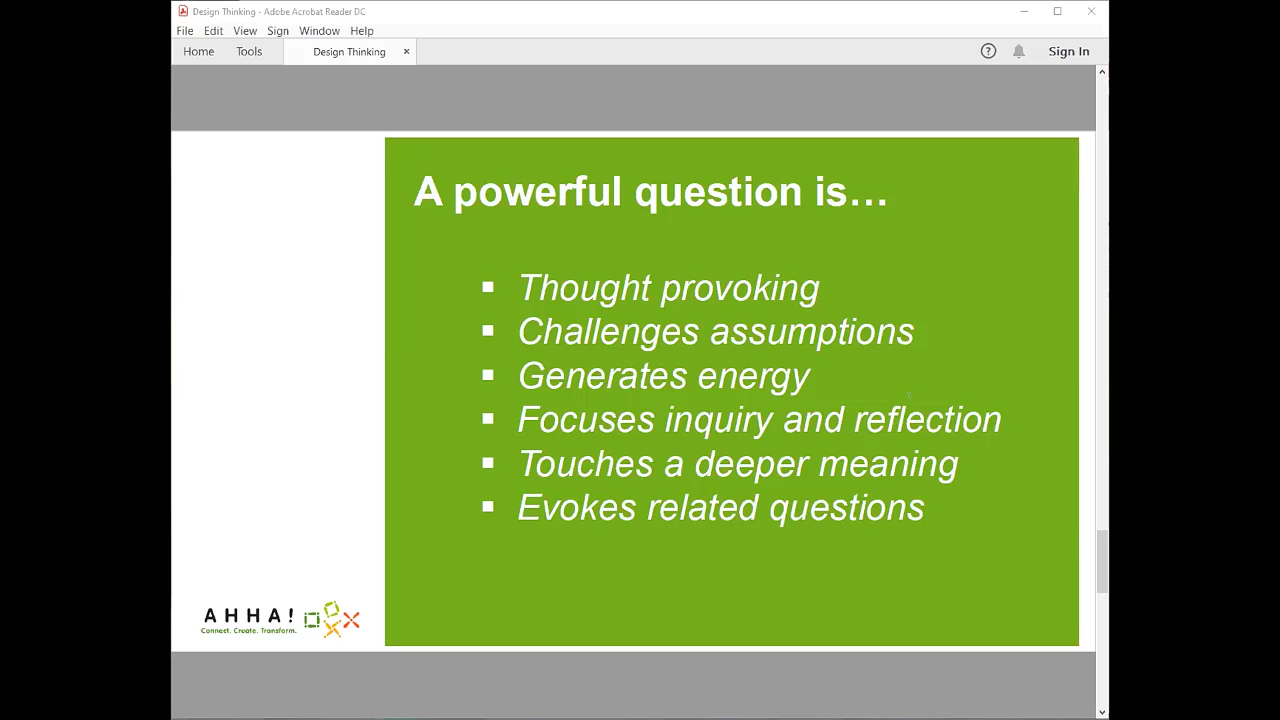 Design Thinking - Adobe Acrobat Reader DC
File Edit View Sign Window Help
Home Tools Design Thinking × Sign In
A powerful question is…
▪ Thought provoking
▪ Challenges assumptions
▪ Generates energy
▪ Focuses inquiry and reflection
▪ Touches a deeper meaning
▪ Evokes related questions
AHHA!
Connect. Create. Transform.